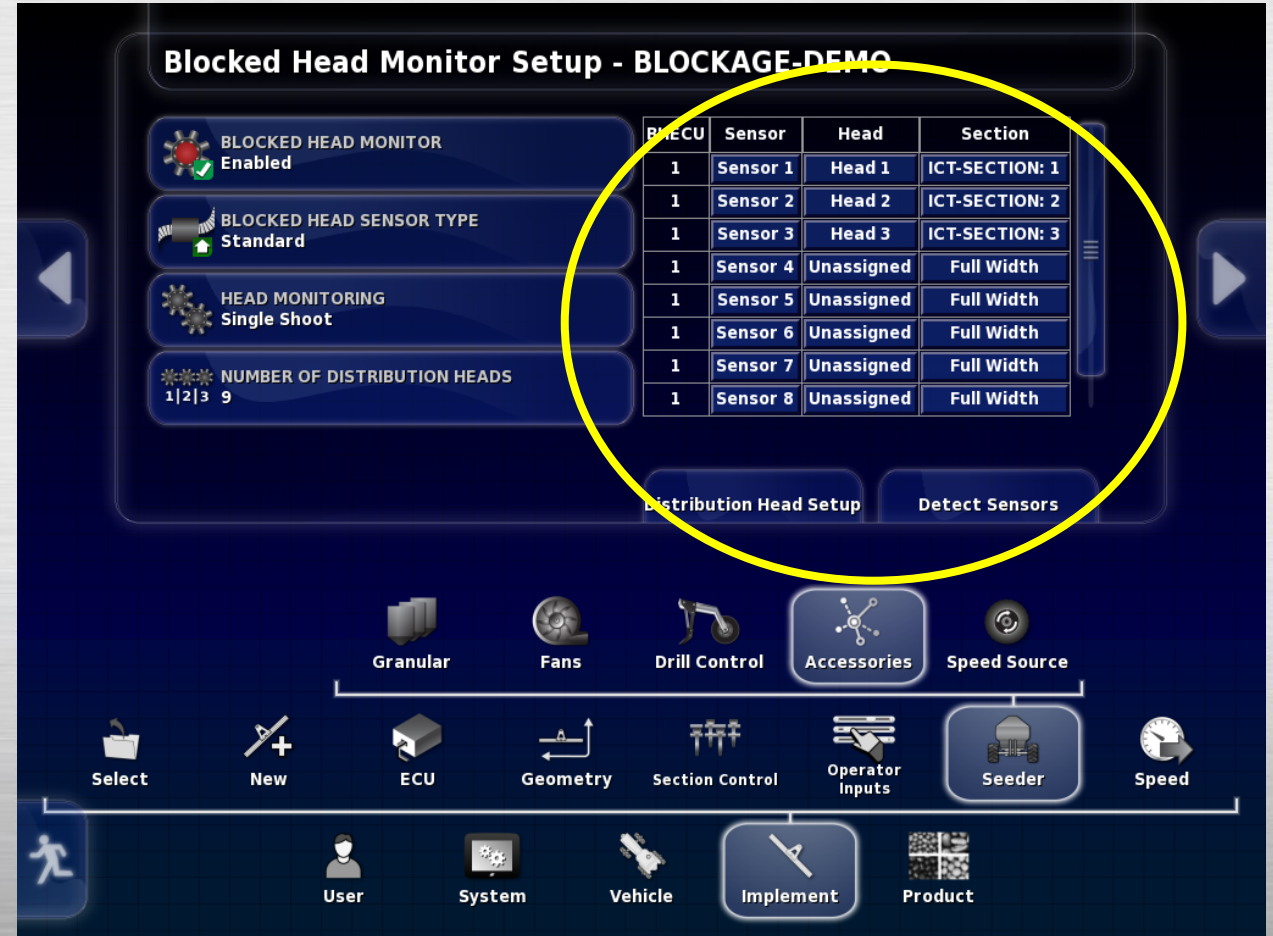 Blocked Head Monitor Setup - BLOCKAGE-DEMO
BLOCKED HEAD MONITOR
Enabled
BLOCKED HEAD SENSOR TYPE
Standard
HEAD MONITORING
Single Shoot
NUMBER OF DISTRIBUTION HEADS
1|2|3 9
BHECU Sensor Head Section
1 Sensor 1 Head 1 ICT-SECTION: 1
1 Sensor 2 Head 2 ICT-SECTION: 2
1 Sensor 3 Head 3 ICT-SECTION: 3
1 Sensor 4 Unassigned Full Width
1 Sensor 5 Unassigned Full Width
1 Sensor 6 Unassigned Full Width
1 Sensor 7 Unassigned Full Width
1 Sensor 8 Unassigned Full Width
Distribution Head Setup Detect Sensors
Granular Fans Drill Control Accessories Speed Source
Select New ECU Geometry Section Control Operator Inputs Seeder Speed
User System Vehicle Implement Product